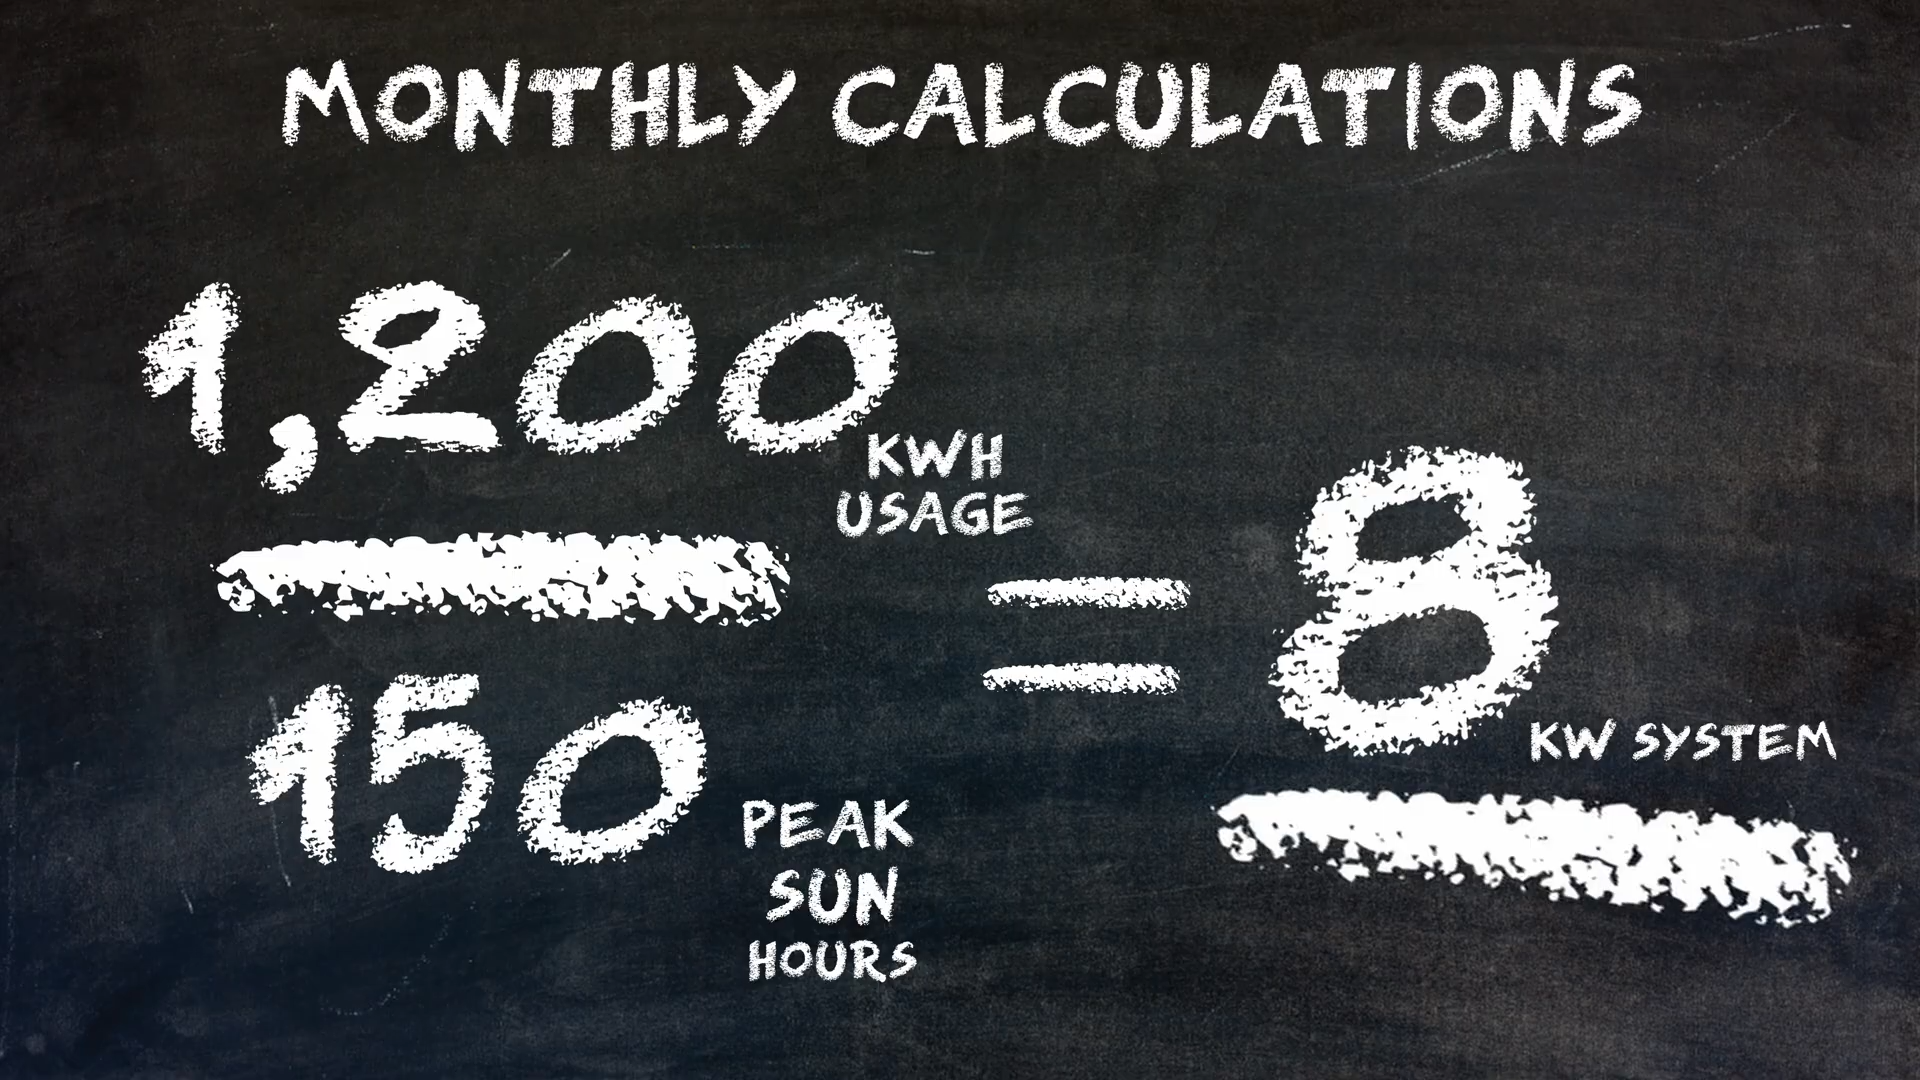 MONTHLY CALCULATIONS
1,200
KWH
USAGE
150
PEAK
SUN
HOURS
=
8
KW SYSTEM